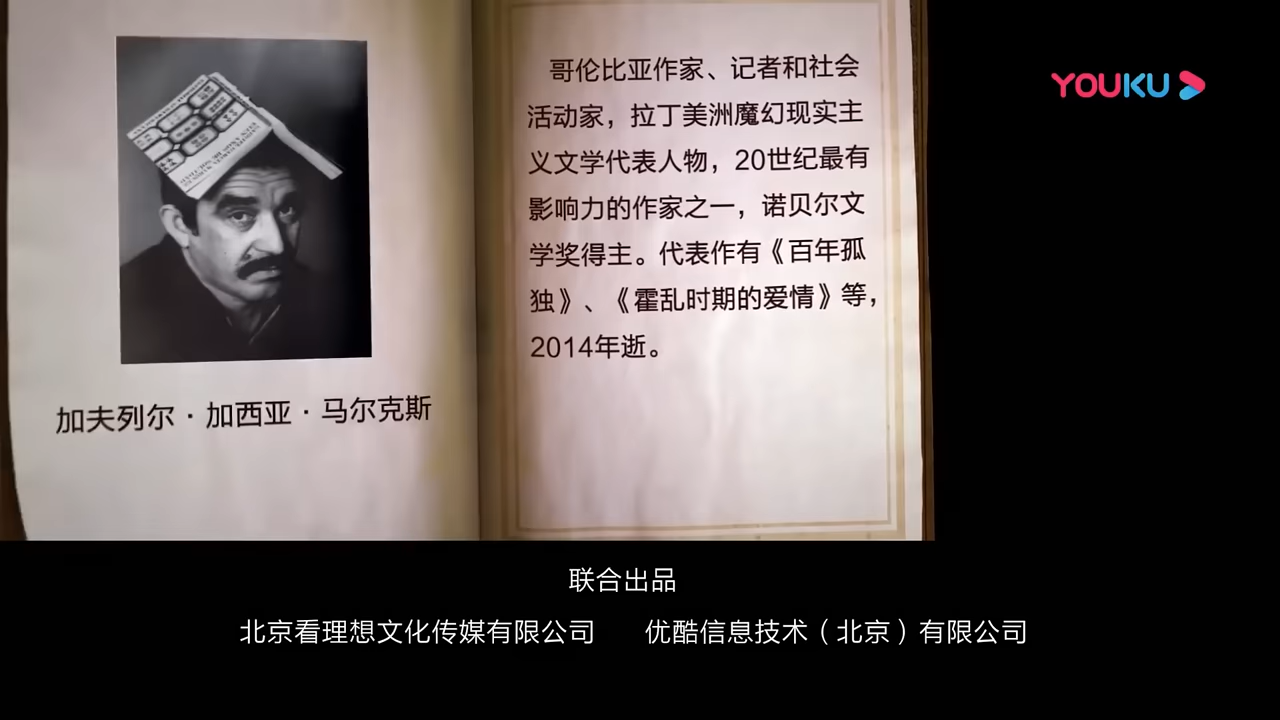 哥伦比亚作家、记者和社会
活动家，拉丁美洲魔幻现实主
义文学代表人物，20世纪最有
影响力的作家之一，诺贝尔文
学奖得主。代表作有《百年孤
独》、《霍乱时期的爱情》等，
2014年逝。
加夫列尔·加西亚·马尔克斯
YOUKU
联合出品
北京看理想文化传媒有限公司 优酷信息技术（北京）有限公司